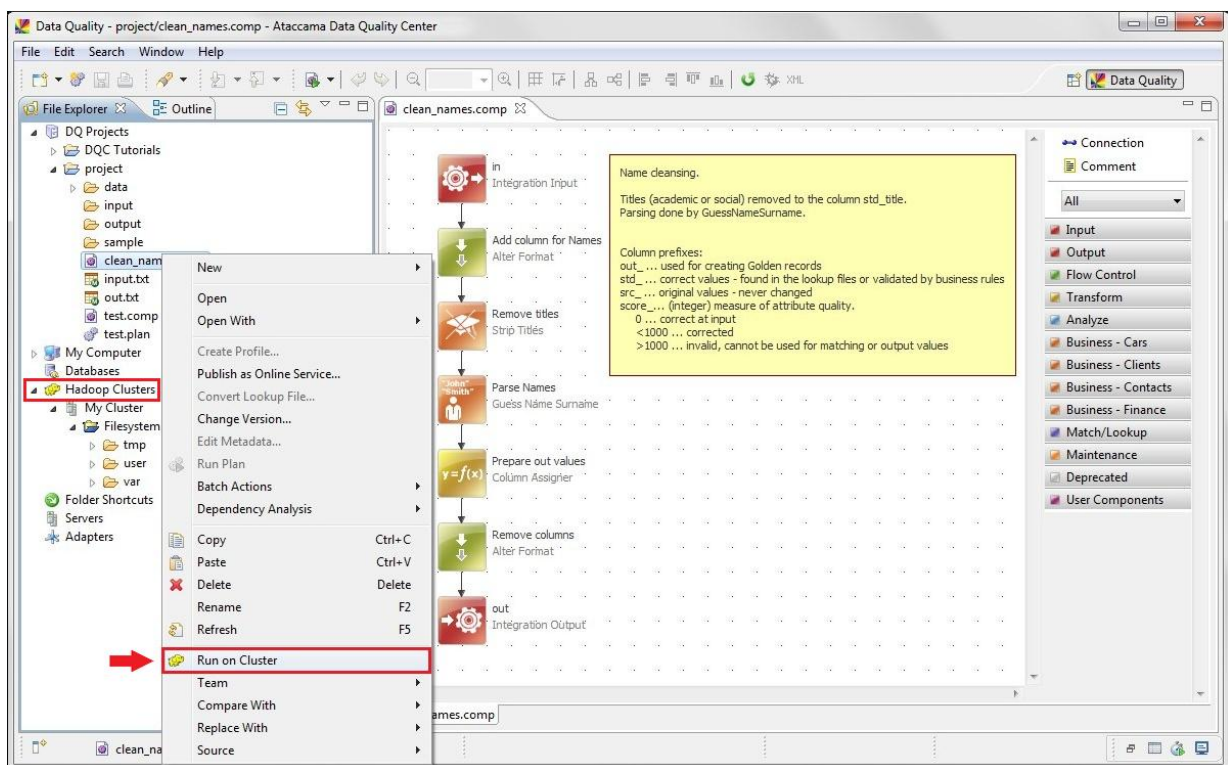 Data Quality - project/clean_names.comp - Ataccama Data Quality Center
File Edit Search Window Help
XML
Data Quality
File Explorer
Outline
DQ Projects
DQC Tutorials
project
data
input
output
sample
clean_nam
input.txt
out.txt
test.comp
test.plan
My Computer
Databases
Hadoop Clusters
My Cluster
Filesystem
tmp
user
var
Folder Shortcuts
Servers
Adapters
New
Open
Open With
Create Profile...
Publish as Online Service...
Convert Lookup File...
Change Version...
Edit Metadata...
Run Plan
Batch Actions
Dependency Analysis
Copy Ctrl+C
Paste Ctrl+V
Delete Delete
Rename F2
Refresh F5
Run on Cluster
Team
Compare With
Replace With
Source
clean_names.comp
in
Integration Input
Add column for Names
Alter Format
Remove titles
Strip Titles
"John"
"Smith"
Parse Names
Guess Name Surname
y=f(x)
Prepare out values
Column Assigner
Remove columns
Alter Format
out
Integration Output
Name cleansing.
Titles (academic or social) removed to the column std_title.
Parsing done by GuessNameSurname.
Column prefixes:
out_ ... used for creating Golden records
std_ ... correct values - found in the lookup files or validated by business rules
src_ ... original values - never changed
score_... (integer) measure of attribute quality.
0 ... correct at input
<1000 ... corrected
>1000 ... invalid, cannot be used for matching or output values
Connection
Comment
All
Input
Output
Flow Control
Transform
Analyze
Business - Cars
Business - Clients
Business - Contacts
Business - Finance
Match/Lookup
Maintenance
Deprecated
User Components
ames.comp
clean_na